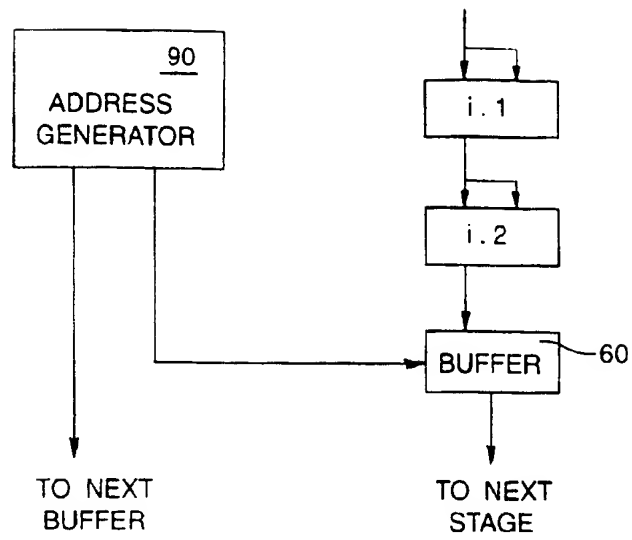 90
ADDRESS
GENERATOR
i.1
i.2
BUFFER
60
TO NEXT
BUFFER
TO NEXT
STAGE